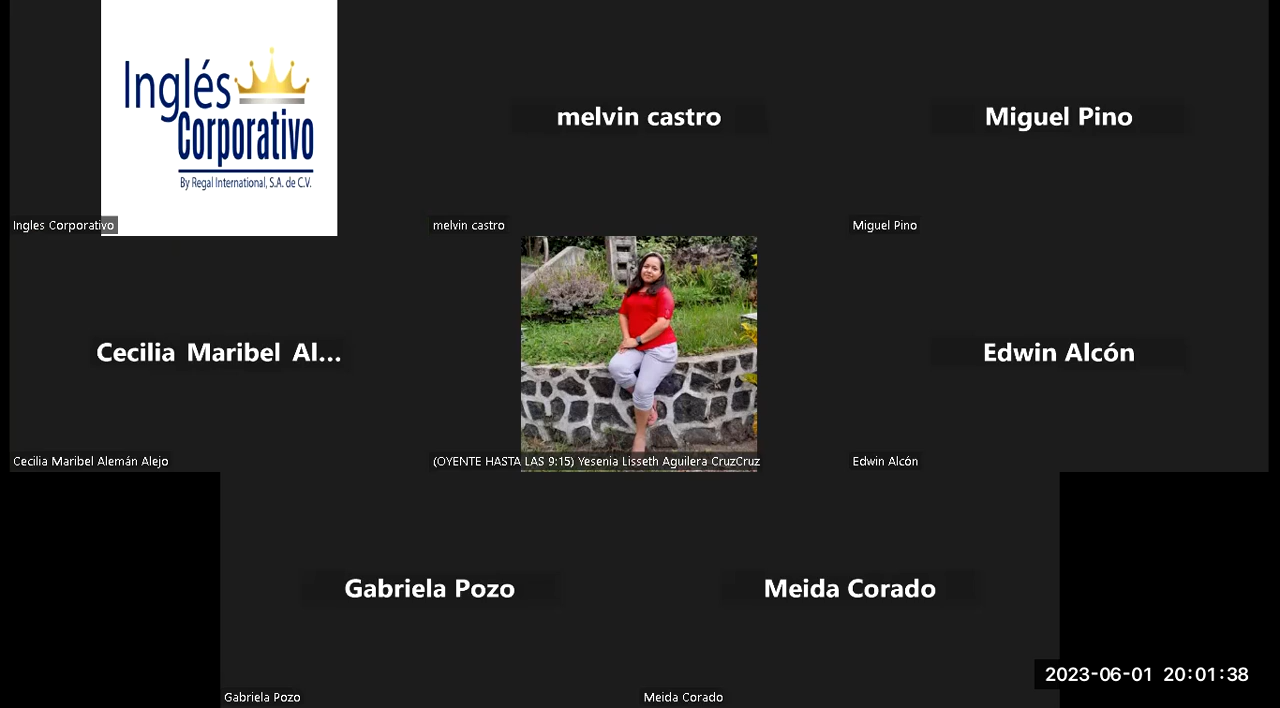 Inglés
Corporativo
By Regal International, S.A. de C.V.
Ingles Corporativo
melvin castro
melvin castro
Miguel Pino
Miguel Pino
Cecilia Maribel Al...
Cecilia Maribel Alemán Alejo
(OYENTE HASTA LAS 9:15) Yesenia Lisseth Aguilera CruzCruz
Edwin Alcón
Edwin Alcón
Gabriela Pozo
Gabriela Pozo
Meida Corado
Meida Corado
2023-06-01 20:01:38